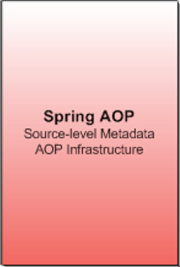 Spring AOP
Source-level Metadata
AOP Infrastructure